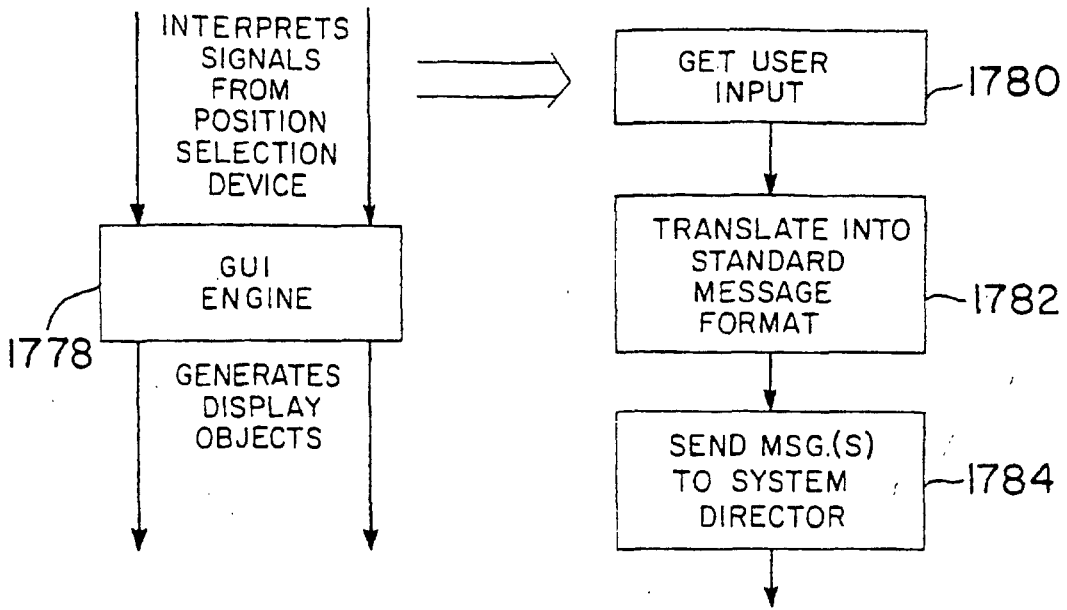 INTERPRETS
SIGNALS
FROM
POSITION
SELECTION
DEVICE
GUI
ENGINE
1778
GENERATES
DISPLAY
OBJECTS
GET USER
INPUT
1780
TRANSLATE INTO
STANDARD
MESSAGE
FORMAT
1782
SEND MSG.(S)
TO SYSTEM
DIRECTOR
1784